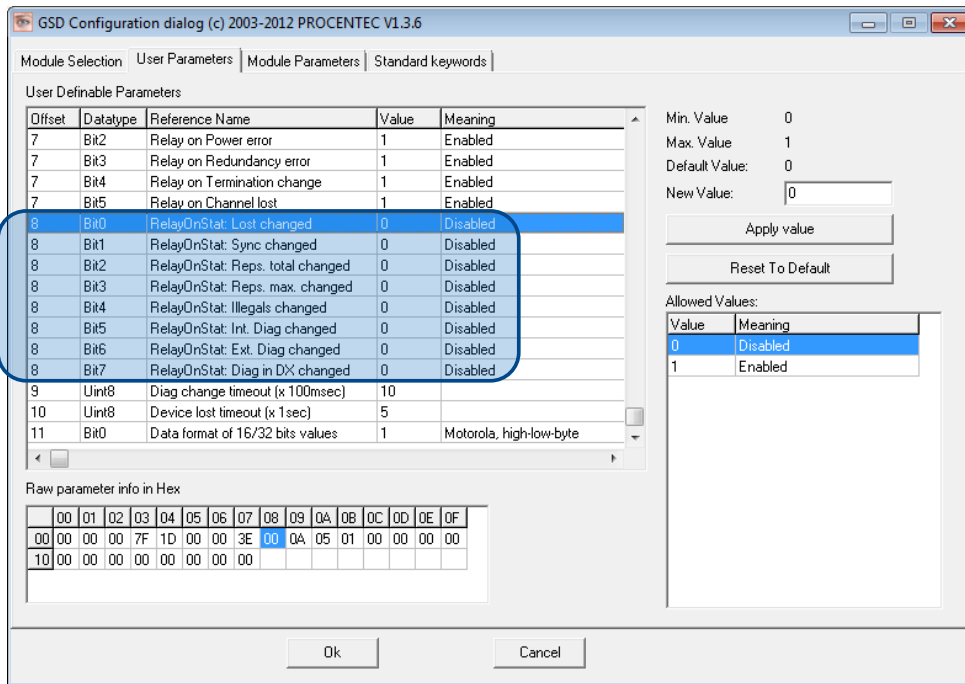 GSD Configuration dialog (c) 2003-2012 PROCENTEC V1.3.6
Module Selection User Parameters Module Parameters Standard keywords
User Definable Parameters
Offset Datatype Reference Name Value Meaning
7 Bit2 Relay on Power error 1 Enabled
7 Bit3 Relay on Redundancy error 1 Enabled
7 Bit4 Relay on Termination change 1 Enabled
7 Bit5 Relay on Channel lost 1 Enabled
8 Bit0 RelayOnStat: Lost changed 0 Disabled
8 Bit1 RelayOnStat: Sync changed 0 Disabled
8 Bit2 RelayOnStat: Reps. total changed 0 Disabled
8 Bit3 RelayOnStat: Reps. max. changed 0 Disabled
8 Bit4 RelayOnStat: Illegals changed 0 Disabled
8 Bit5 RelayOnStat: Int. Diag changed 0 Disabled
8 Bit6 RelayOnStat: Ext. Diag changed 0 Disabled
8 Bit7 RelayOnStat: Diag in DX changed 0 Disabled
9 Uint8 Diag change timeout (x 100msec) 10
10 Uint8 Device lost timeout (x 1sec) 5
11 Bit0 Data format of 16/32 bits values 1 Motorola, high-low-byte
Min. Value 0
Max. Value 1
Default Value: 0
New Value: 0
Apply value
Reset To Default
Allowed Values:
Value Meaning
0 Disabled
1 Enabled
Raw parameter info in Hex
00 01 02 03 04 05 06 07 08 09 0A 0B 0C 0D 0E 0F
00 00 00 00 7F 1D 00 00 3E 00 0A 05 01 00 00 00 00
10 00 00 00 00 00 00 00 00
Ok Cancel